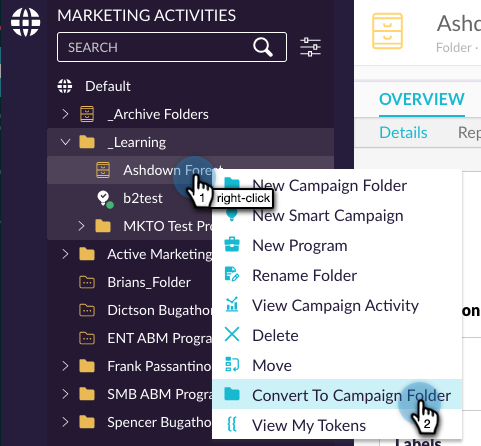 MARKETING ACTIVITIES
SEARCH
Default
_Archive Folders
_Learning
Ashdown Forest
b2test
MKTO Test Pro
Active Marketing
Brians_Folder
Dictson Bugathon
ENT ABM Progra
Frank Passantino
SMB ABM Progra
Spencer Bugathon
1 right-click
New Campaign Folder
New Smart Campaign
New Program
Rename Folder
View Campaign Activity
Delete
Move
Convert To Campaign Folder
2
View My Tokens
Ashdo
Folder ·
OVERVIEW
Details Rep
on
Labels